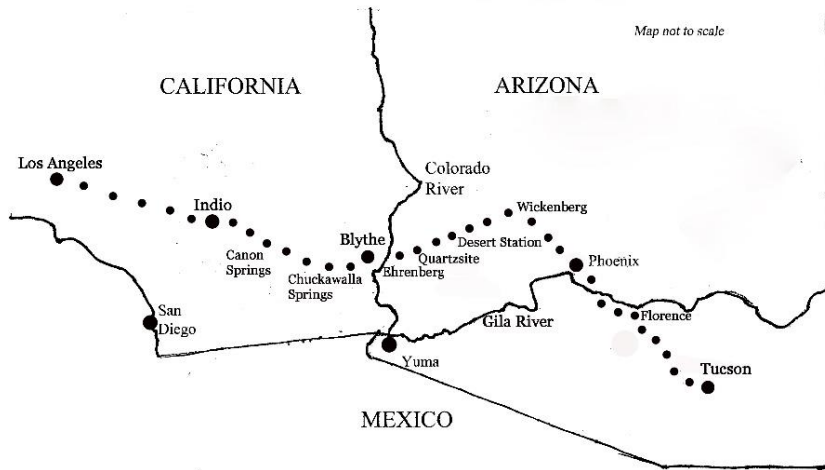 Map not to scale
CALIFORNIA
ARIZONA
Los Angeles
Colorado
River
Indio
Wickenberg
Blythe
Desert Station
Canon
Springs
Quartzsite
Phoenix
Ehrenberg
Chuckawalla
Springs
San
Diego
Gila River
Florence
Yuma
Tucson
MEXICO